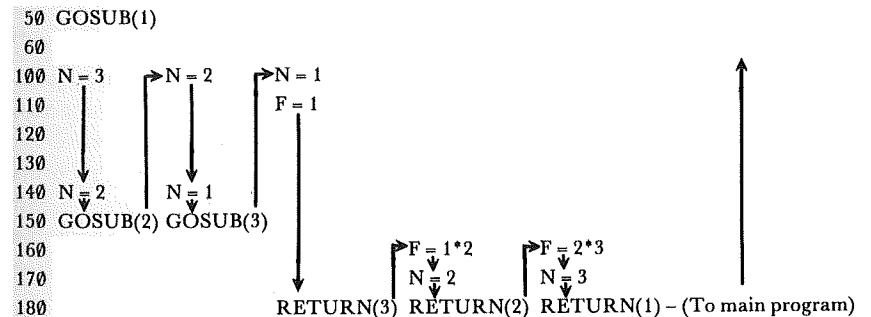 50 GOSUB(1)
60
100 N = 3 N = 2 N = 1
110 F = 1
120
130
140 N = 2 N = 1
150 GOSUB(2) GOSUB(3)
160 F = 1*2 F = 2*3
170 N = 2 N = 3
180 RETURN(3) RETURN(2) RETURN(1) – (To main program)